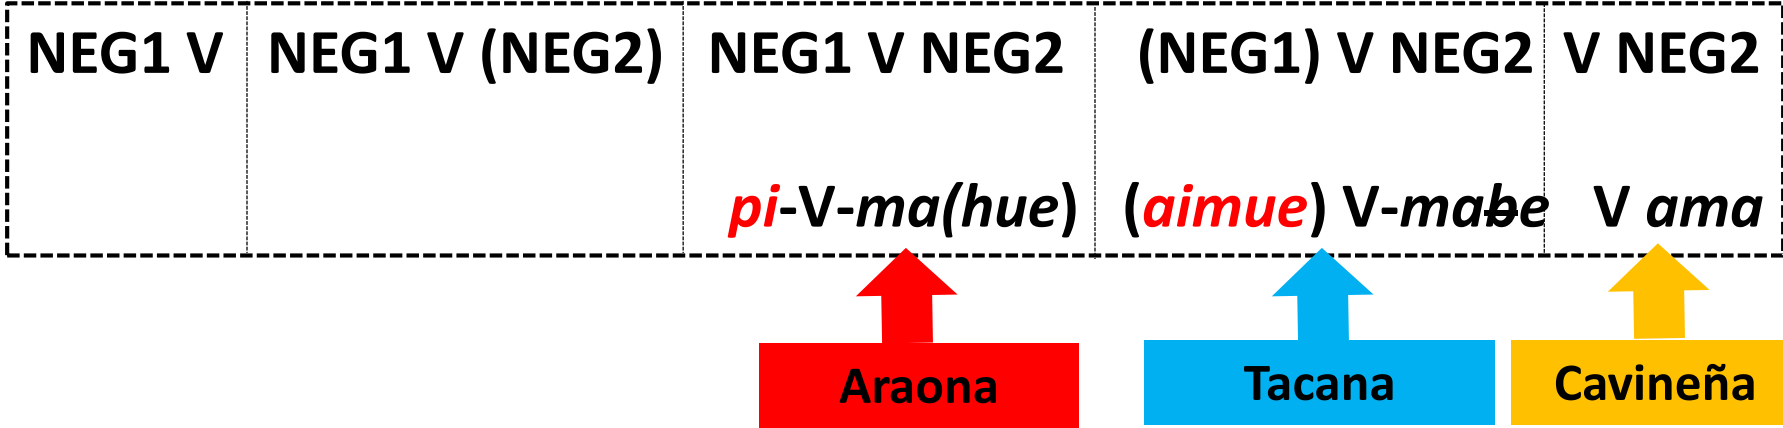 NEG1 V NEG1 V (NEG2) NEG1 V NEG2 (NEG1) V NEG2 V NEG2
pi-V-ma(hue) (aimue) V-mabe V ama
Araona Tacana Cavineña